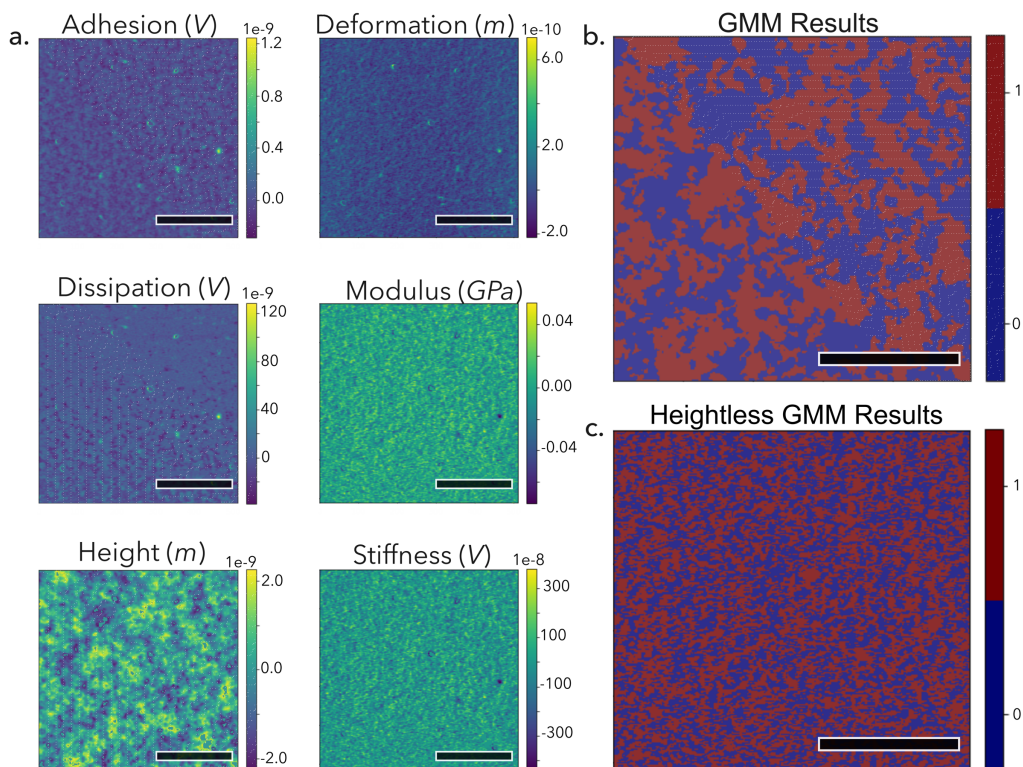 a.
Adhesion (V)
1e-9
1.2
0.8
0.4
0.0
Deformation (m)
1e-10
6.0
2.0
-2.0
Dissipation (V)
1e-9
120
80
40
0
Modulus (GPa)
0.04
0.00
-0.04
Height (m)
1e-9
2.0
0.0
-2.0
Stiffness (V)
1e-8
300
100
-100
-300
b.
GMM Results
1
0
c.
Heightless GMM Results
1
0